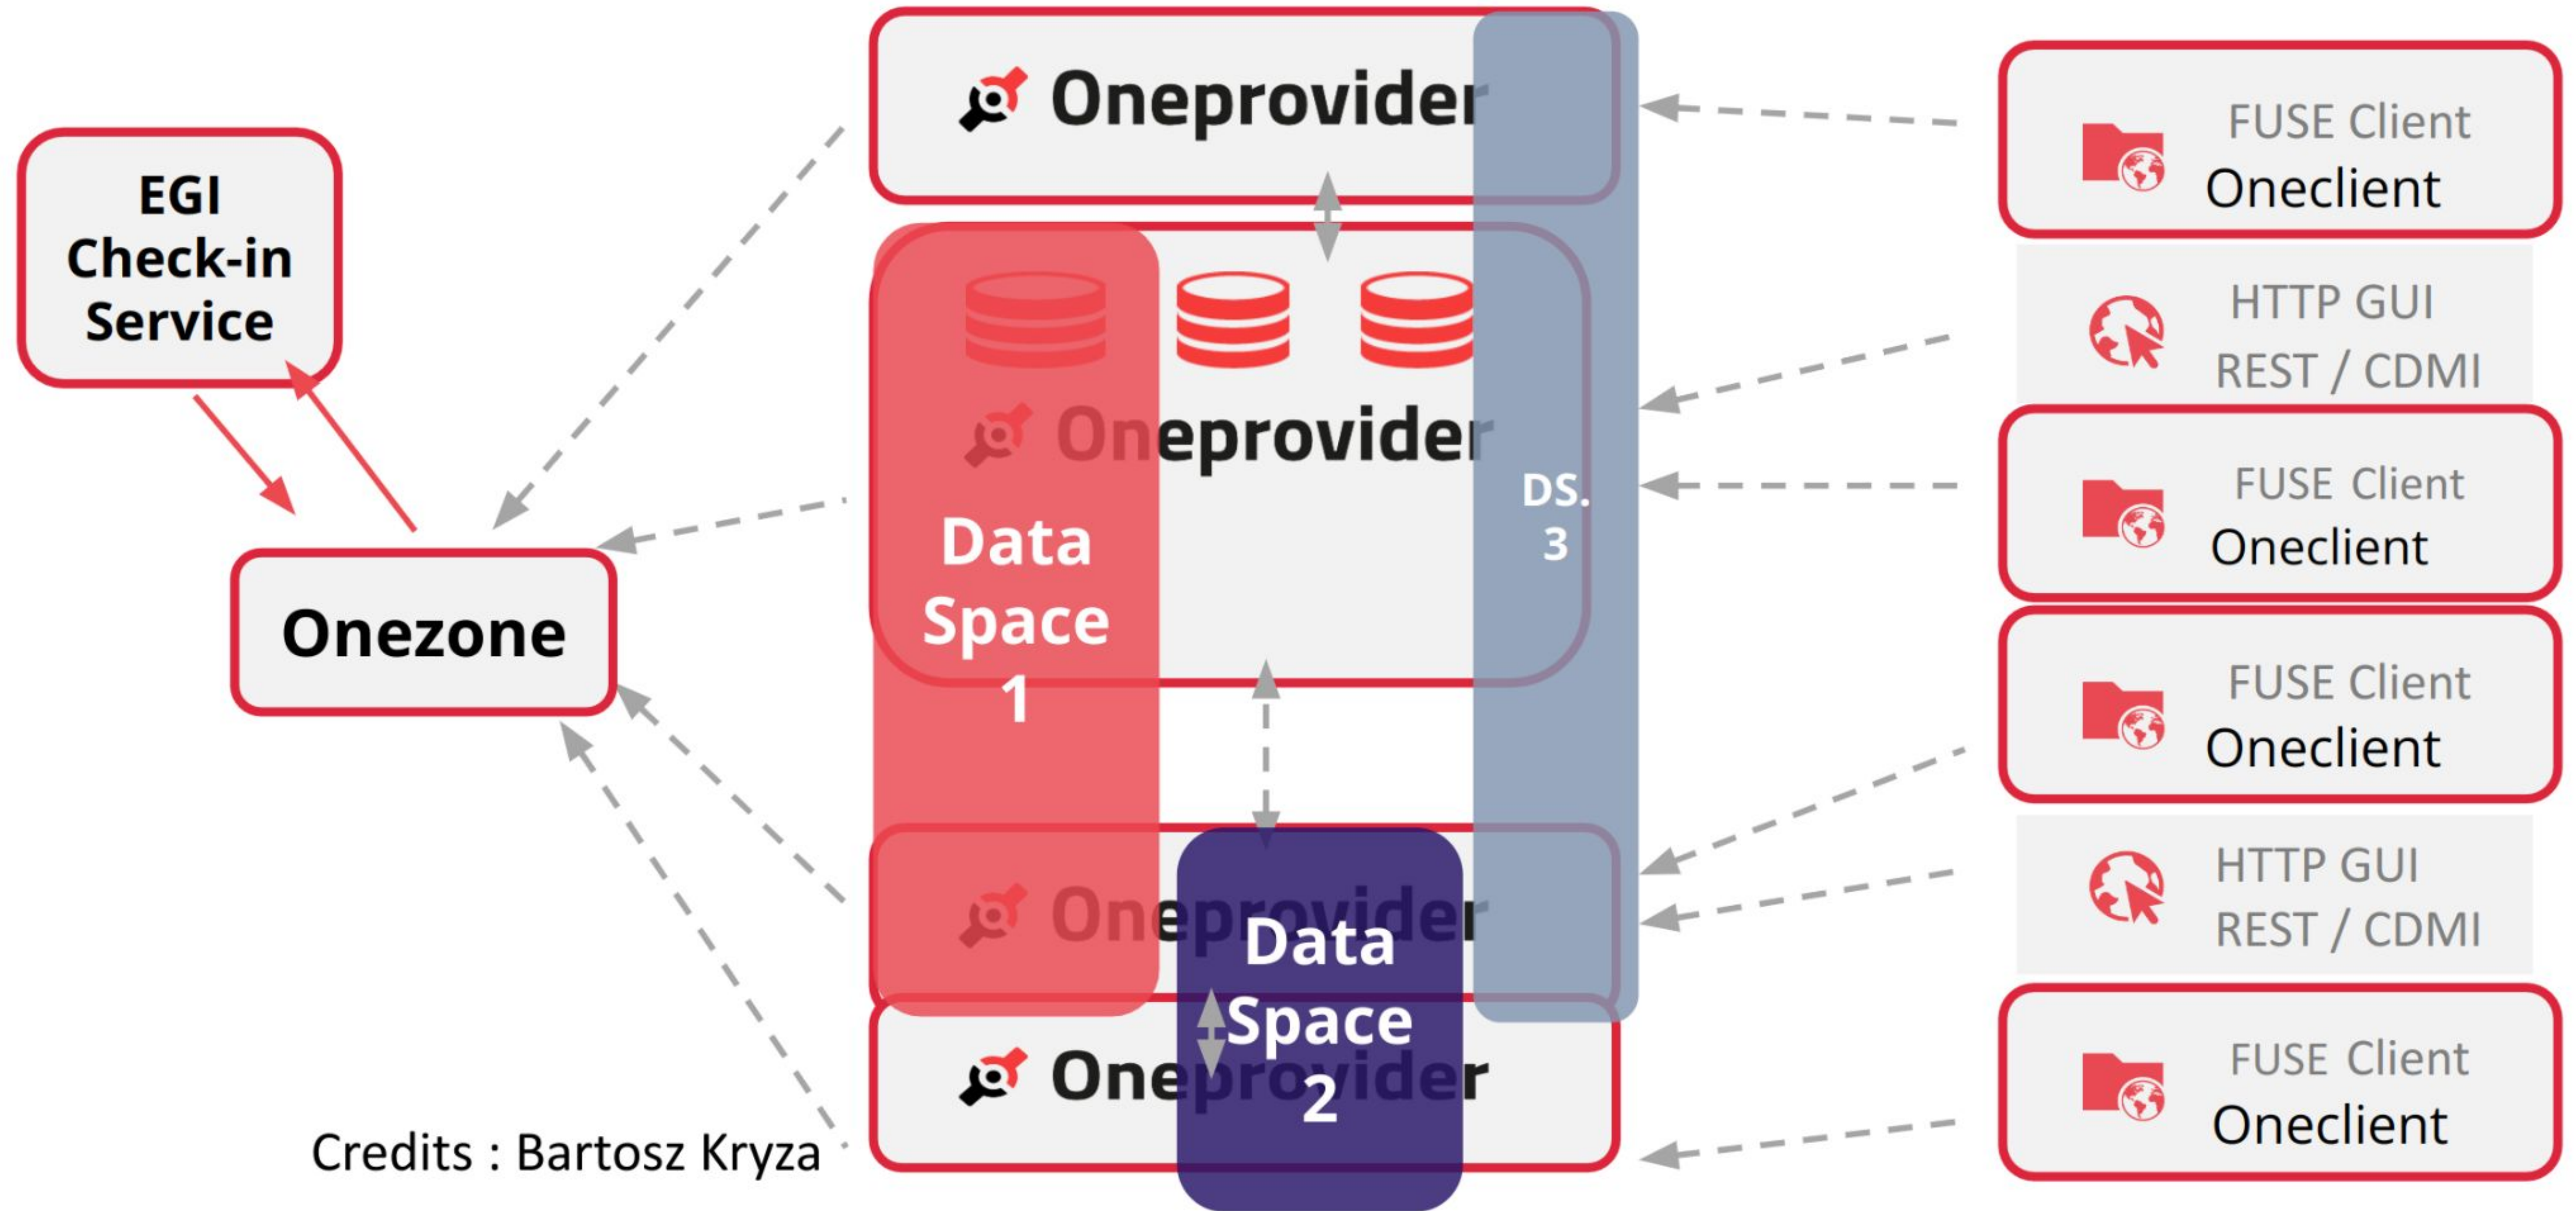 EGI
Check-in
Service
Onezone
Credits : Bartosz Kryza
Oneprovider
Oneprovider
Data
Space
1
DS.
3
Oneprovider
Data
Space
2
Oneprovider
FUSE Client
Oneclient
HTTP GUI
REST / CDMI
FUSE Client
Oneclient
FUSE Client
Oneclient
HTTP GUI
REST / CDMI
FUSE Client
Oneclient